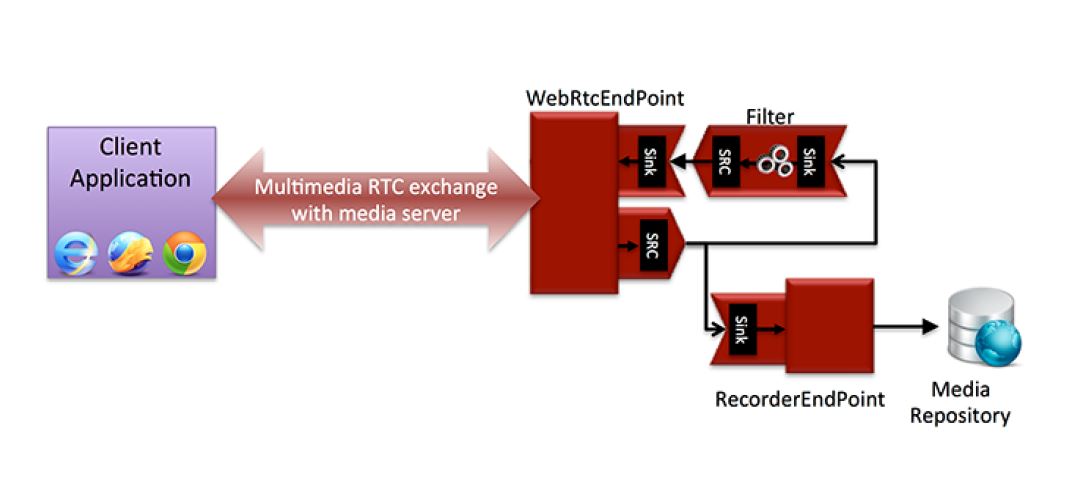 Client
Application
Multimedia RTC exchange
with media server
WebRtcEndPoint
Sink
SRC
Filter
SRC
Sink
Sink
RecorderEndPoint
Media
Repository